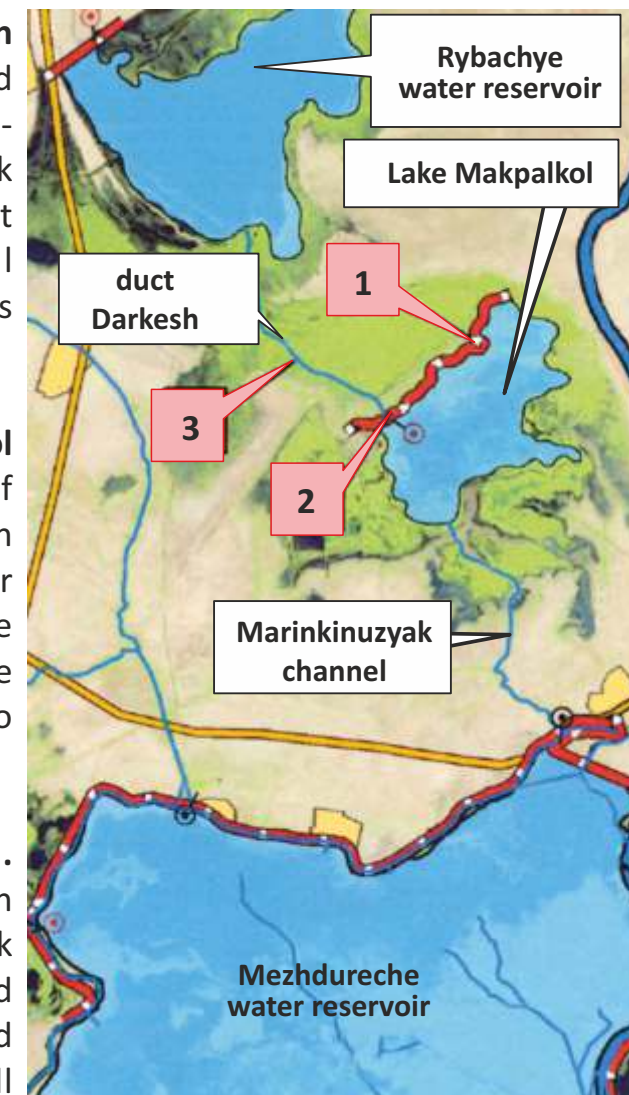 Rybachye
water reservoir
Lake Makpalkol
duct
Darkesh
1
3
2
Marinkinuzyak
channel
Mezhdureche
water reservoir